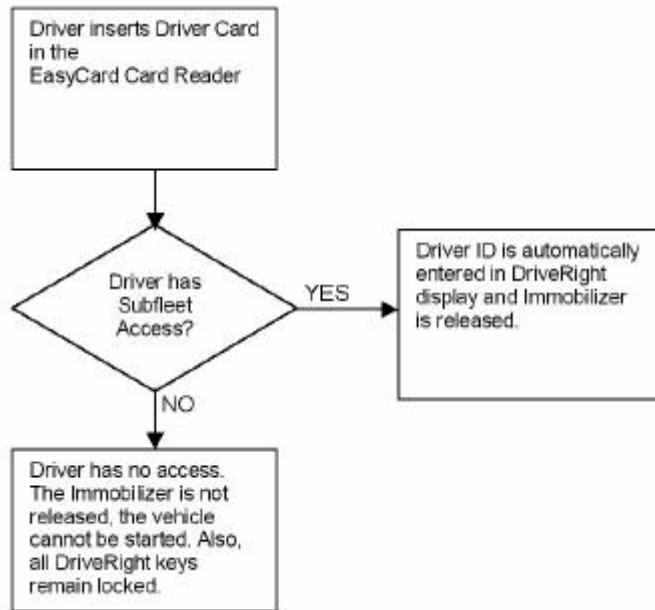 Driver inserts Driver Card
in the
EasyCard Card Reader
Driver has
Subfleet
Access?
YES
Driver ID is automatically
entered in DriveRight
display and Immobilizer
is released.
NO
Driver has no access.
The Immobilizer is not
released, the vehicle
cannot be started. Also,
all DriveRight keys
remain locked.